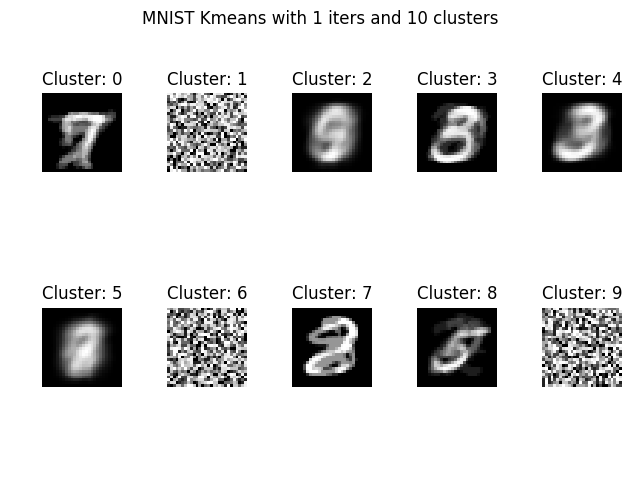 MNIST Kmeans with 1 iters and 10 clusters
Cluster: 0 Cluster: 1 Cluster: 2 Cluster: 3 Cluster: 4
Cluster: 5 Cluster: 6 Cluster: 7 Cluster: 8 Cluster: 9